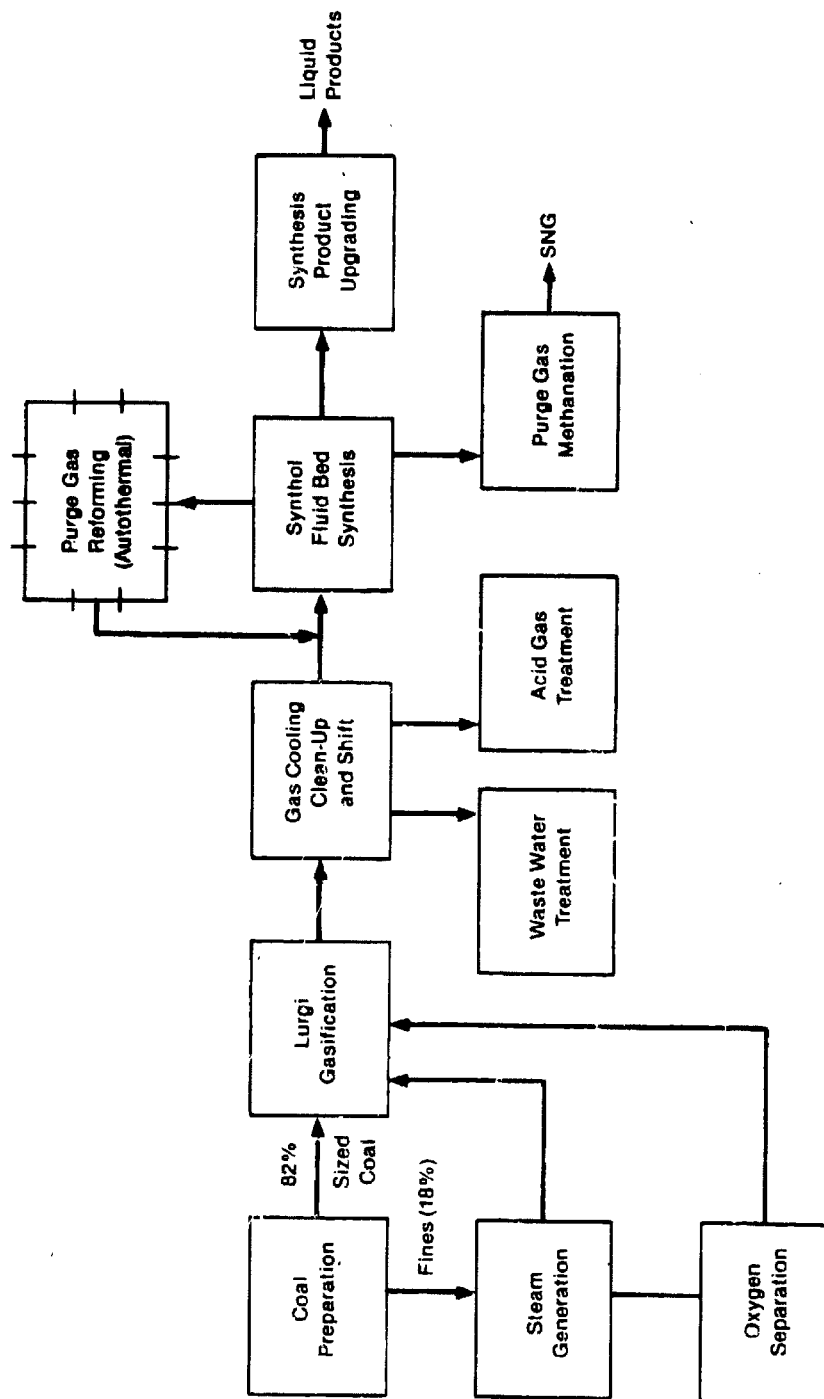 Coal
Preparation
82%
Sized
Coal
Fines (18%)
Steam
Generation
Oxygen
Separation
Lurgi
Gasification
Gas Cooling
Clean-Up
and Shift
Waste Water
Treatment
Acid Gas
Treatment
Purge Gas
Reforming
(Autothermal)
Synthol
Fluid Bed
Synthesis
Purge Gas
Methanation
SNG
Synthesis
Product
Upgrading
Liquid
Products